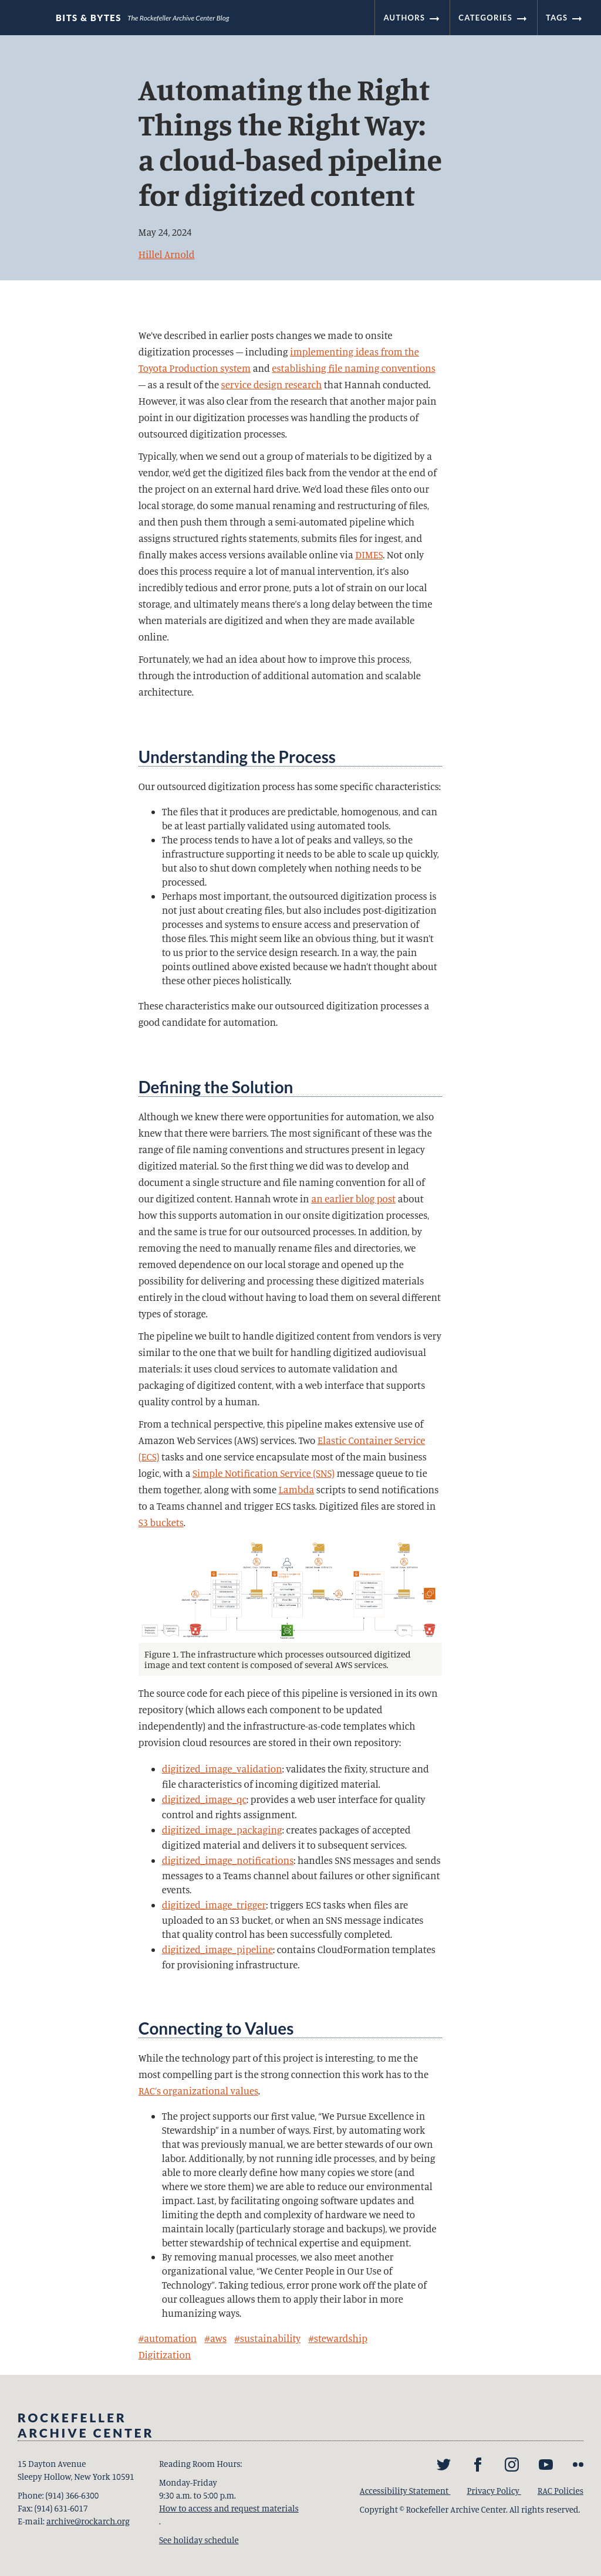 BITS & BYTES The Rockefeller Archive Center Blog AUTHORS CATEGORIES TAGS
Automating the Right
Things the Right Way:
a cloud-based pipeline
for digitized content
May 24, 2024
Hillel Arnold
We've described in earlier posts changes we made to onsite
digitization processes — including implementing ideas from the
Toyota Production system and establishing file naming conventions
— as a result of the service design research that Hannah conducted.
However, it was also clear from the research that another major pain
point in our digitization processes was handling the products of
outsourced digitization processes.
Typically, when we send out a group of materials to be digitized by a
vendor, we'd get the digitized files back from the vendor at the end of
the project on an external hard drive. We'd load these files onto our
local storage, do some manual renaming and restructuring of files,
and then push them through a semi-automated pipeline which
assigns structured rights statements, submits files for ingest, and
finally makes access versions available online via DIMES. Not only
does this process require a lot of manual intervention, it's also
incredibly tedious and error prone, puts a lot of strain on our local
storage, and ultimately means there's a long delay between the time
when materials are digitized and when they are made available
online.
Fortunately, we had an idea about how to improve this process,
through the introduction of additional automation and scalable
architecture.
Understanding the Process
Our outsourced digitization process has some specific characteristics:
• The files that it produces are predictable, homogenous, and can
be at least partially validated using automated tools.
• The process tends to have a lot of peaks and valleys, so the
infrastructure supporting it needs to be able to scale up quickly,
but also to shut down completely when nothing needs to be
processed.
• Perhaps most important, the outsourced digitization process is
not just about creating files, but also includes post-digitization
processes and systems to ensure access and preservation of
those files. This might seem like an obvious thing, but it wasn't
to us prior to the service design research. In a way, the pain
points outlined above existed because we hadn't thought about
these other pieces holistically.
These characteristics make our outsourced digitization processes a
good candidate for automation.
Defining the Solution
Although we knew there were opportunities for automation, we also
knew that there were barriers. The most significant of these was the
range of file naming conventions and structures present in legacy
digitized material. So the first thing we did was to develop and
document a single structure and file naming convention for all of
our digitized content. Hannah wrote in an earlier blog post about
how this supports automation in our onsite digitization processes,
and the same is true for our outsourced processes. In addition, by
removing the need to manually rename files and directories, we
removed dependence on our local storage and opened up the
possibility for delivering and processing these digitized materials
entirely in the cloud without having to load them on several different
types of storage.
The pipeline we built to handle digitized content from vendors is very
similar to the one that we built for handling digitized audiovisual
materials: it uses cloud services to automate validation and
packaging of digitized content, with a web interface that supports
quality control by a human.
From a technical perspective, this pipeline makes extensive use of
Amazon Web Services (AWS) services. Two Elastic Container Service
(ECS) tasks and one service encapsulate most of the main business
logic, with a Simple Notification Service (SNS) message queue to tie
them together, along with some Lambda scripts to send notifications
to a Teams channel and trigger ECS tasks. Digitized files are stored in
S3 buckets.
Figure 1. The infrastructure which processes outsourced digitized
image and text content is composed of several AWS services.
The source code for each piece of this pipeline is versioned in its own
repository (which allows each component to be updated
independently) and the infrastructure-as-code templates which
provision cloud resources are stored in their own repository:
• digitized_image_validation: validates the fixity, structure and
file characteristics of incoming digitized material.
• digitized_image_qc: provides a web user interface for quality
control and rights assignment.
• digitized_image_packaging: creates packages of accepted
digitized material and delivers it to subsequent services.
• digitized_image_notifications: handles SNS messages and sends
messages to a Teams channel about failures or other significant
events.
• digitized_image_trigger: triggers ECS tasks when files are
uploaded to an S3 bucket, or when an SNS message indicates
that quality control has been successfully completed.
• digitized_image_pipeline: contains CloudFormation templates
for provisioning infrastructure.
Connecting to Values
While the technology part of this project is interesting, to me the
most compelling part is the strong connection this work has to the
RAC's organizational values.
• The project supports our first value, “We Pursue Excellence in
Stewardship” in a number of ways. First, by automating work
that was previously manual, we are better stewards of our own
labor. Additionally, by not running idle processes, and by being
able to more clearly define how many copies we store (and
where we store them) we are able to reduce our environmental
impact. Last, by facilitating ongoing software updates and
limiting the depth and complexity of hardware we need to
maintain locally (particularly storage and backups), we provide
better stewardship of technical expertise and equipment.
• By removing manual processes, we also meet another
organizational value, “We Center People in Our Use of
Technology”. Taking tedious, error prone work off the plate of
our colleagues allows them to apply their labor in more
humanizing ways.
#automation #aws #sustainability #stewardship
Digitization
ROCKEFELLER
ARCHIVE CENTER
15 Dayton Avenue
Sleepy Hollow, New York 10591
Phone: (914) 366-6300
Fax: (914) 631-6017
E-mail: archive@rockarch.org
Reading Room Hours:
Monday-Friday
9:30 a.m. to 5:00 p.m.
How to access and request materials
.
See holiday schedule
Accessibility Statement Privacy Policy RAC Policies
Copyright © Rockefeller Archive Center. All rights reserved.